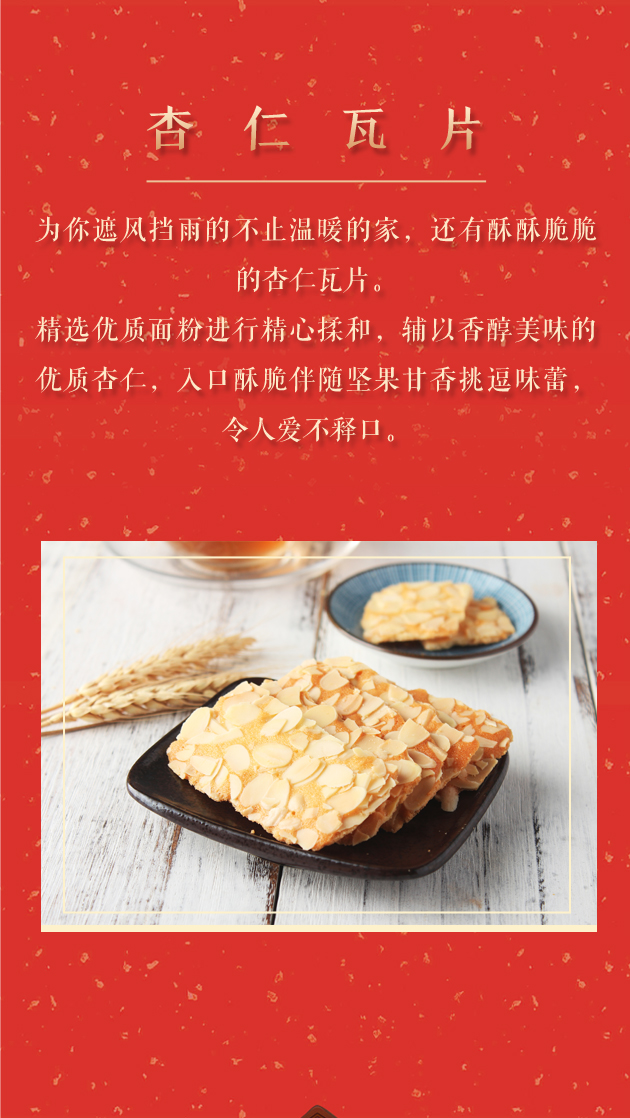 杏仁瓦片
为你遮风挡雨的不止温暖的家，还有酥酥脆脆
的杏仁瓦片。
精选优质面粉进行精心揉和，辅以香醇美味的
优质杏仁，入口酥脆伴随坚果甘香挑逗味蕾，
令人爱不释口。